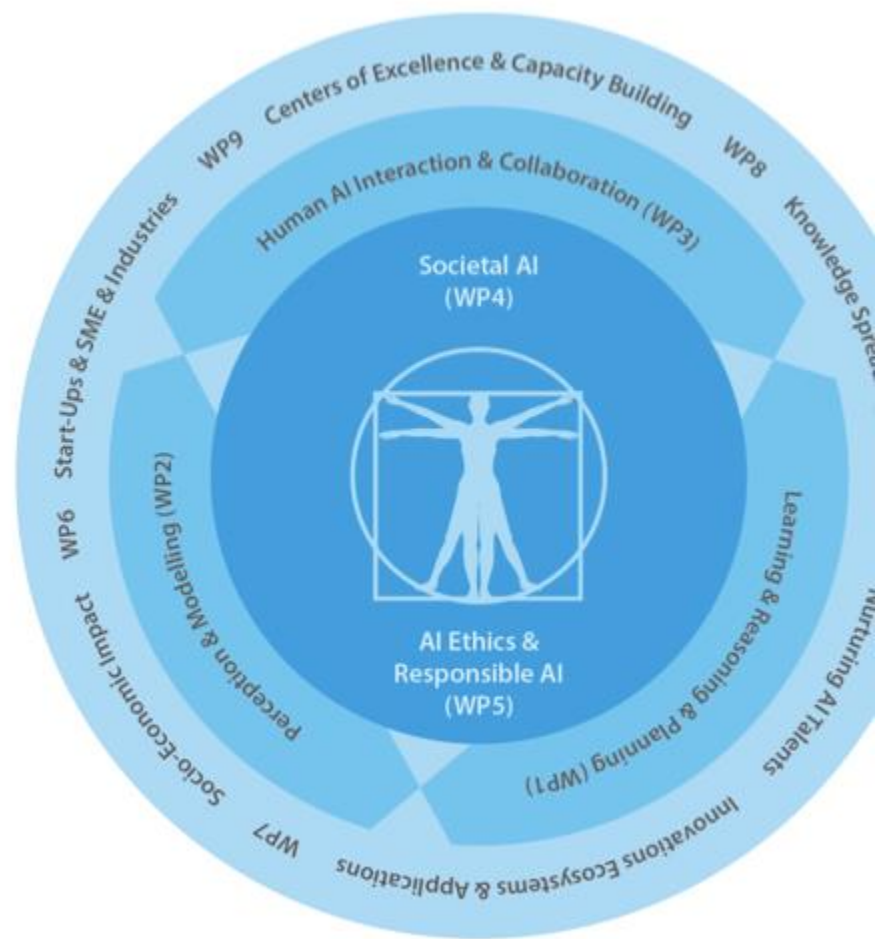 Centers of Excellence & Capacity Building
WP8
Knowledge Sprea
Nurturing AI Talents
Innovations Ecosystems & Applications
WP7
Socio-Economic Impact
WP6
Start-Ups & SME & Industries
WP9
Human AI Interaction & Collaboration (WP3)
Learning & Reasoning & Planning (WP1)
Perception & Modelling (WP2)
Societal AI
(WP4)
AI Ethics &
Responsible AI
(WP5)